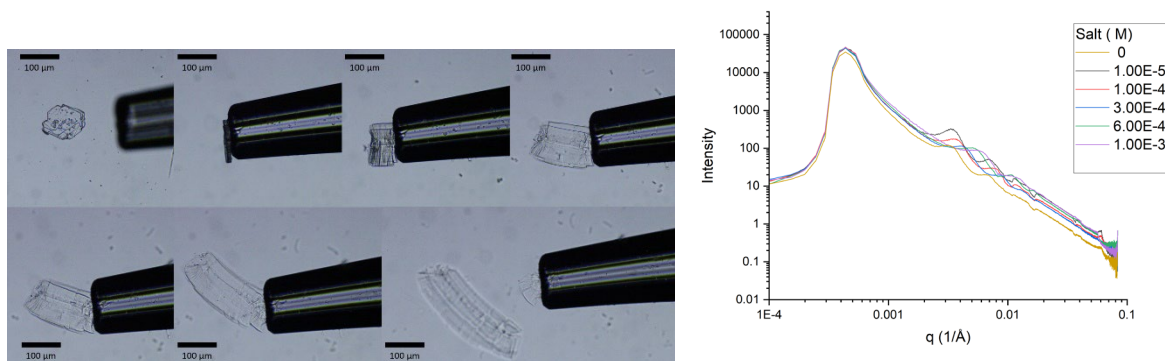 100 µm
100 µm
100 µm
100 µm
100 µm
100 µm
100 µm
100000
10000
1000
100
10
1
0.1
0.01
Intensity
1E-4
0.001
0.01
0.1
q (1/Å)
Salt ( M)
0
1.00E-5
1.00E-4
3.00E-4
6.00E-4
1.00E-3